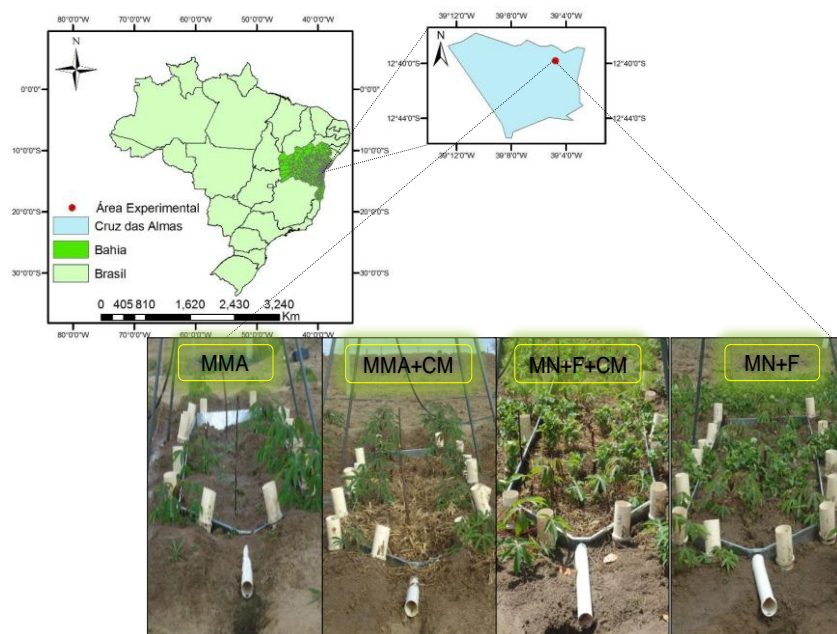 80°0'0"W 70°0'0"W 60°0'0"W 50°0'0"W 40°0'0"W
N
0°0'0"
10°0'0"S
20°0'0"S
30°0'0"S
0°0'0"
10°0'0"S
20°0'0"S
30°0'0"S
Área Experimental
Cruz das Almas
Bahia
Brasil
0 405 810 1,620 2,430 3,240
Km
80°0'0"W 70°0'0"W 60°0'0"W 50°0'0"W 40°0'0"W
39°12'0"W 39°8'0"W 39°4'0"W
N
12°40'0"S
12°44'0"S
12°40'0"S
12°44'0"S
39°12'0"W 39°8'0"W 39°4'0"W
MMA
MMA+CM
MN+F+CM
MN+F